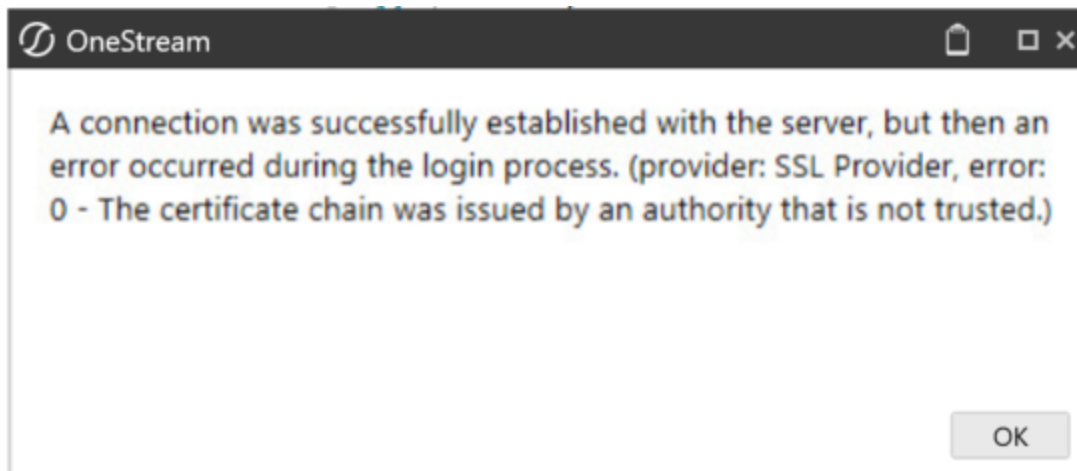 OneStream
A connection was successfully established with the server, but then an
error occurred during the login process. (provider: SSL Provider, error:
0 - The certificate chain was issued by an authority that is not trusted.)
OK